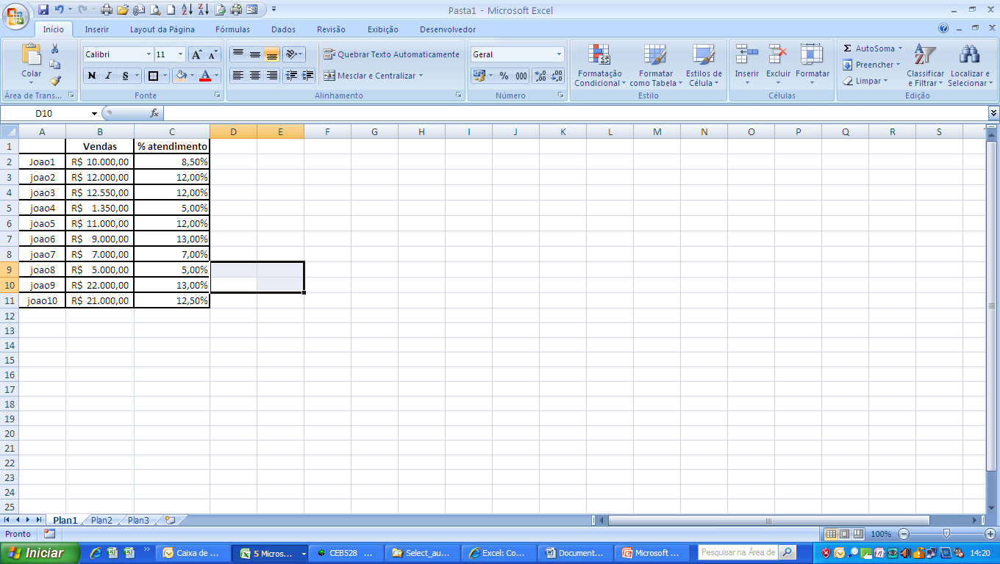 Pasta1 - Microsoft Excel
Início Inserir Layout da Página Fórmulas Dados Revisão Exibição Desenvolvedor
Colar
Calibri 11
Quebrar Texto Automaticamente
Geral
AutoSoma
N I S
Mesclar e Centralizar
% 000
Formatação Condicional
Formatar como Tabela
Estilos de Célula
Inserir Excluir Formatar
Preencher
Limpar
Classificar e Filtrar
Localizar e Selecionar
Área de Trans... Fonte Alinhamento Número Estilo Células Edição
D10 fx
A B C D E F G H I J K L M N O P Q R S
1 Vendas % atendimento
2 Joao1 R$ 10.000,00 8,50%
3 joao2 R$ 12.000,00 12,00%
4 joao3 R$ 12.550,00 12,00%
5 joao4 R$ 1.350,00 5,00%
6 joao5 R$ 11.000,00 12,00%
7 joao6 R$ 9.000,00 13,00%
8 joao7 R$ 7.000,00 7,00%
9 joao8 R$ 5.000,00 5,00%
10 joao9 R$ 22.000,00 13,00%
11 joao10 R$ 21.000,00 12,50%
12
13
14
15
16
17
18
19
20
21
22
23
24
25
Plan1 Plan2 Plan3
Pronto 100%
Iniciar Caixa de ... 5 Micros... CEB528 ... Select_au... Excel: Co... Document... Microsoft ... Pesquisar na Área de 14:20